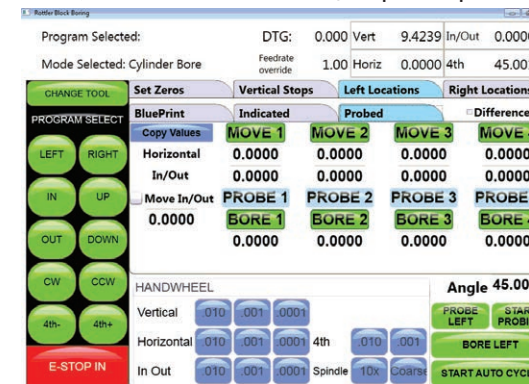 Rottler Block Boring
Program Selected: DTG: 0.000 Vert 9.4239 In/Out 0.0000
Mode Selected: Cylinder Bore Feedrate override 1.00 Horiz 0.0000 4th 45.00
CHANGE TOOL Set Zeros Vertical Stops Left Locations Right Locations
PROGRAM SELECT BluePrint Indicated Probed Difference
Copy Values MOVE 1 MOVE 2 MOVE 3 MOVE
LEFT RIGHT Horizontal 0.0000 0.0000 0.0000 0.0000
In/Out 0.0000 0.0000 0.0000 0.0000
IN UP Move In/Out PROBE 1 PROBE 2 PROBE 3 PROBE
0.0000 BORE 1 BORE 2 BORE 3 BORE
OUT DOWN 0.0000 0.0000 0.0000 0.0000
CW CCW HANDWHEEL Angle 45.00
Vertical .010 .001 .0001 PROBE LEFT
4th- 4th+ Horizontal .010 .001 .0001 4th .010 .001 BORE LEFT
E-STOP IN In Out .010 .001 .0001 Spindle 10x Coarse START AUTO CYC